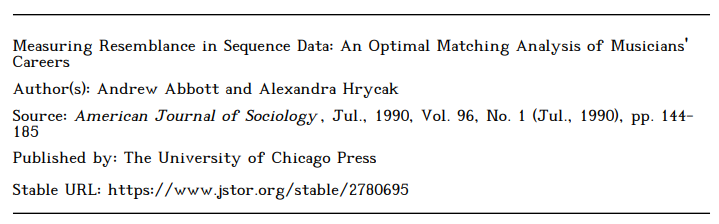 Measuring Resemblance in Sequence Data: An Optimal Matching Analysis of Musicians'
Careers
Author(s): Andrew Abbott and Alexandra Hrycak
Source: American Journal of Sociology, Jul., 1990, Vol. 96, No. 1 (Jul., 1990), pp. 144-
185
Published by: The University of Chicago Press
Stable URL: https://www.jstor.org/stable/2780695